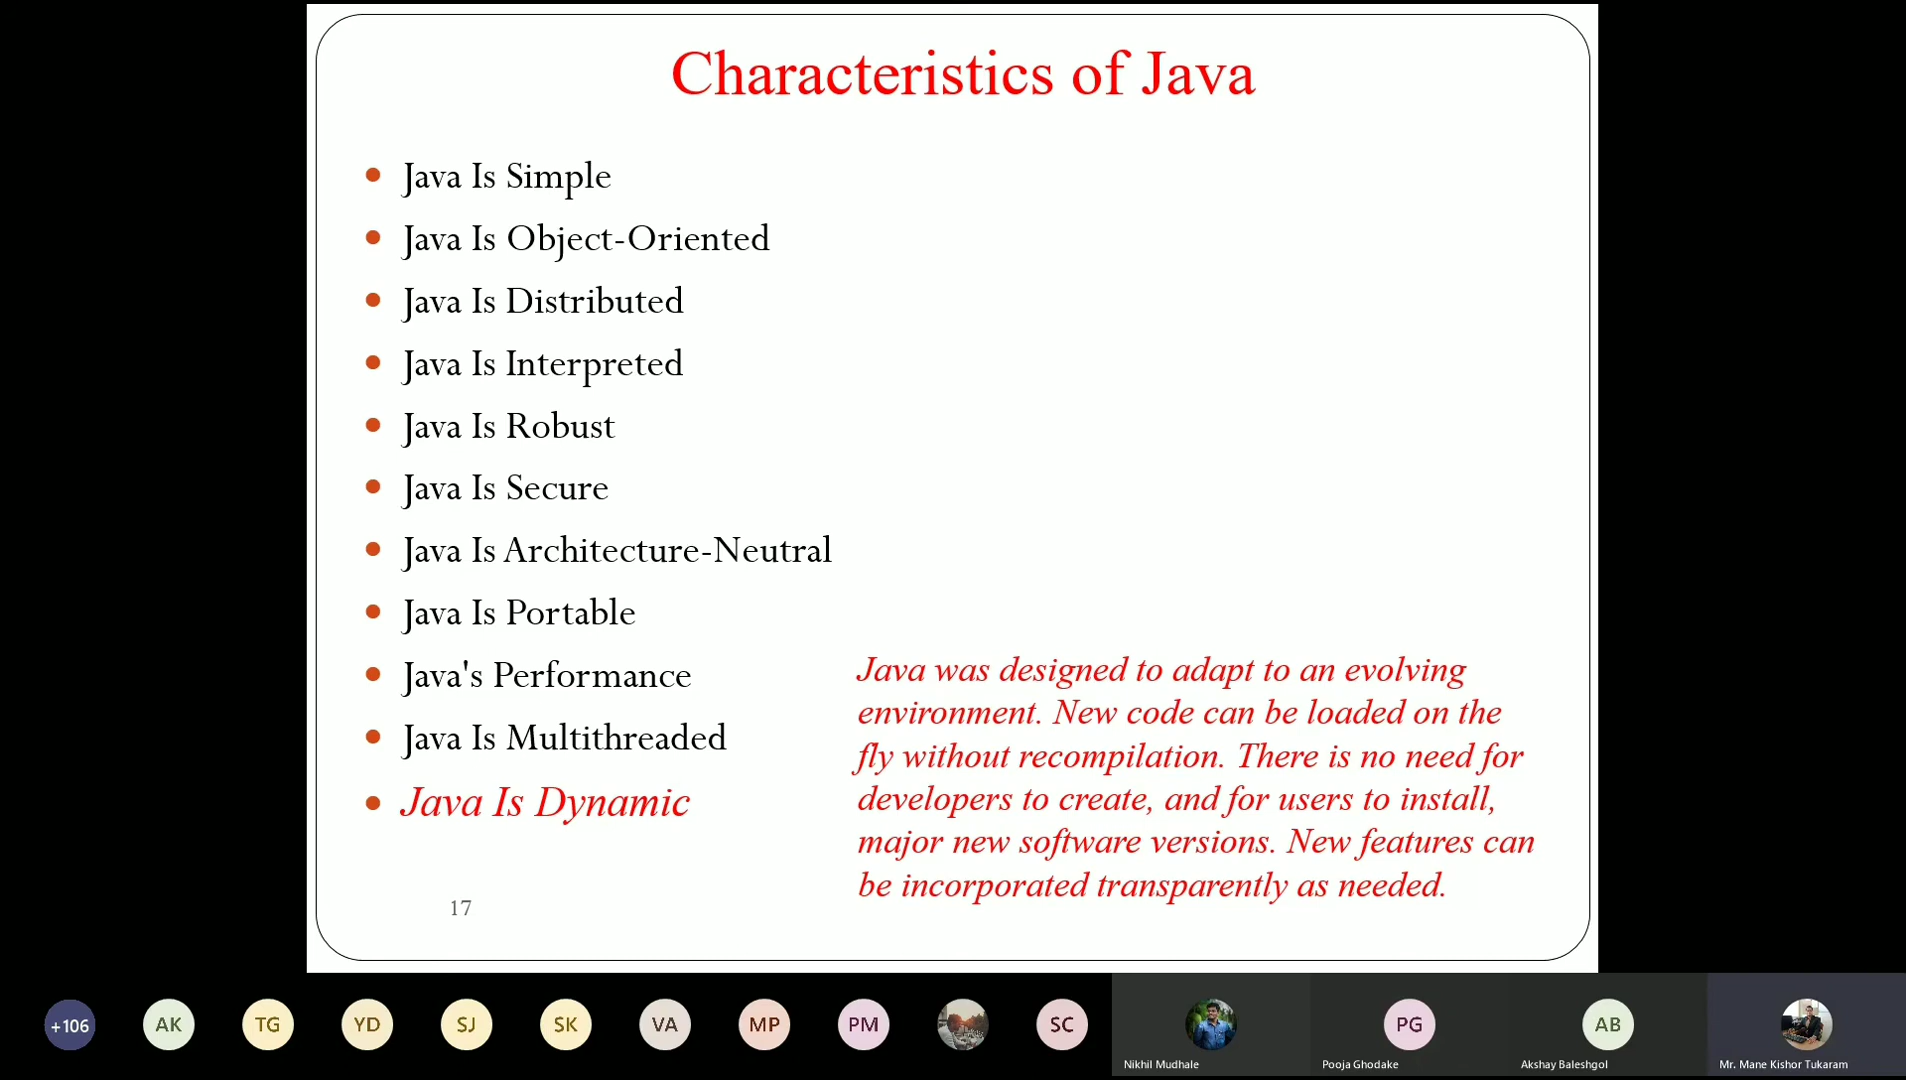 Characteristics of Java
Java Is Simple
Java Is Object-Oriented
Java Is Distributed
Java Is Interpreted
Java Is Robust
Java Is Secure
Java Is Architecture-Neutral
Java Is Portable
Java's Performance
Java Is Multithreaded
Java Is Dynamic
Java was designed to adapt to an evolving
environment. New code can be loaded on the
fly without recompilation. There is no need for
developers to create, and for users to install,
major new software versions. New features can
be incorporated transparently as needed.
17
+106
AK
TG
YD
SJ
SK
VA
MP
PM
SC
PG
AB
Nikhil Mudhale
Pooja Ghodake
Akshay Baleshgol
Mr. Mane Kishor Tukaram